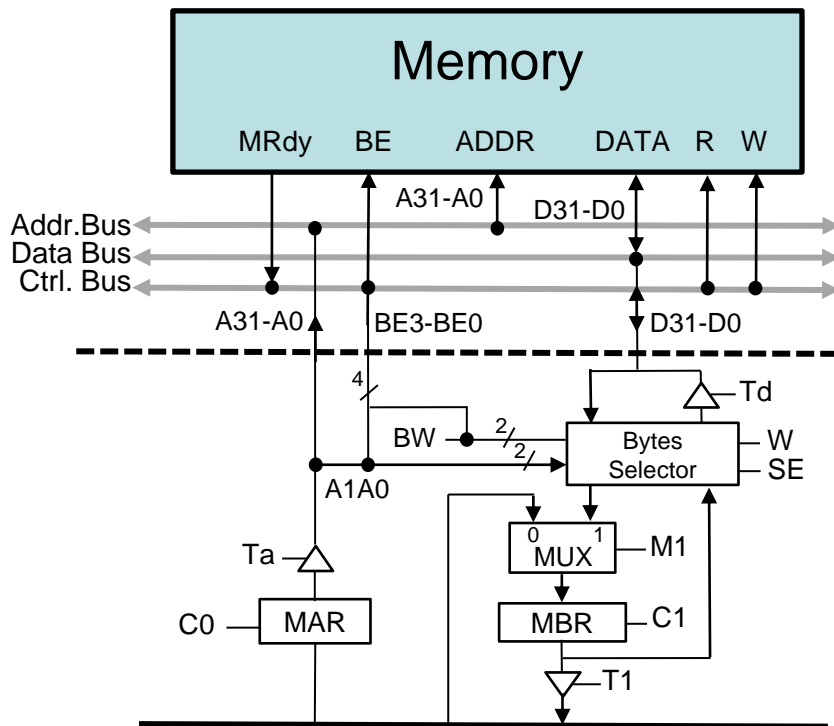 Memory
MRdy BE ADDR DATA R W
A31-A0 D31-D0
Addr.Bus
Data Bus
Ctrl. Bus
A31-A0 BE3-BE0 D31-D0
4 Td
BW 2 Bytes W
2 Selector SE
A1A0
0 1
Ta MUX M1
C0 MAR MBR C1
T1